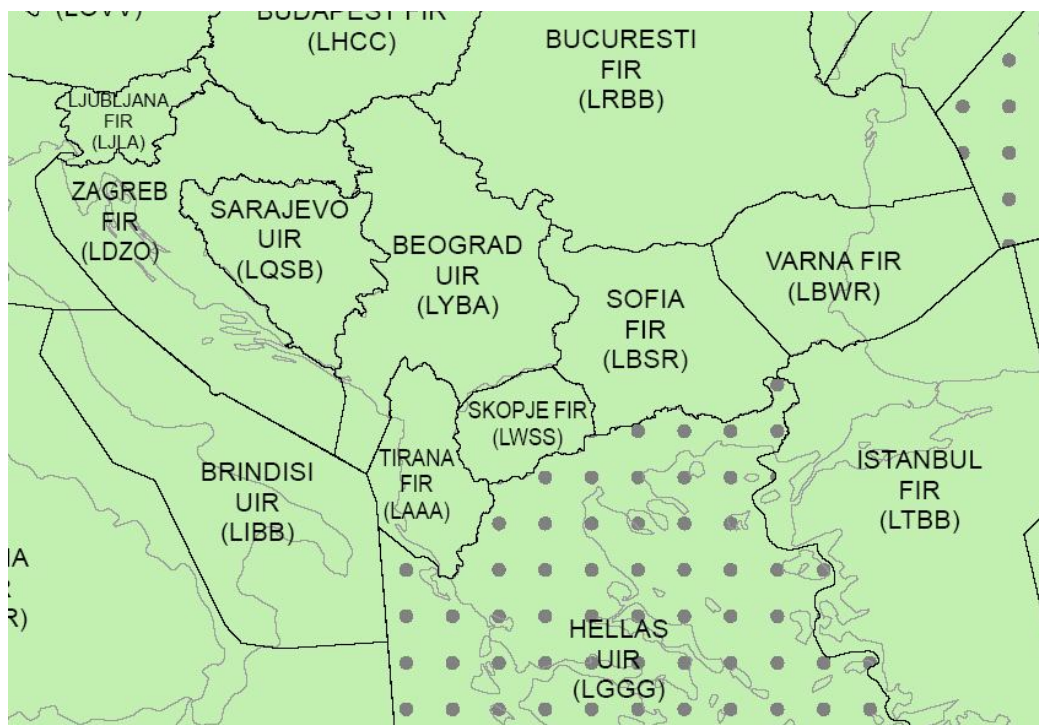 (LOVV)
BUDAPEST FIR
(LHCC)
BUCURESTI
FIR
(LRBB)
LJUBLJANA
FIR
(LJLA)
ZAGREB
FIR
(LDZO)
SARAJEVO
UIR
(LQSB)
BEOGRAD
UIR
(LYBA)
VARNA FIR
(LBWR)
SOFIA
FIR
(LBSR)
SKOPJE FIR
(LWSS)
TIRANA
FIR
(LAAA)
BRINDISI
UIR
(LIBB)
İSTANBUL
FIR
(LTBB)
HELLAS
UIR
(LGGG)